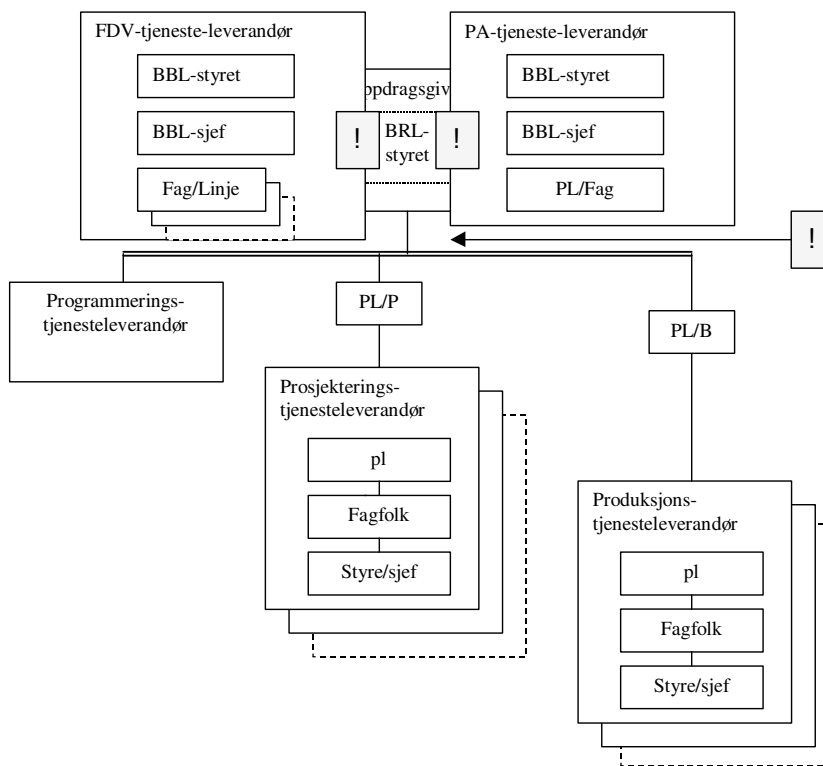 FDV-tjeneste-leverandør
BBL-styret
BBL-sjef
Fag/Linje
ppdragsgiv
BRL-
styret
!
!
PA-tjeneste-leverandør
BBL-styret
BBL-sjef
PL/Fag
!
Programmerings-
tjenesteleverandør
PL/P
PL/B
Prosjekterings-
tjenesteleverandør
pl
Fagfolk
Styre/sjef
Produksjons-
tjenesteleverandør
pl
Fagfolk
Styre/sjef